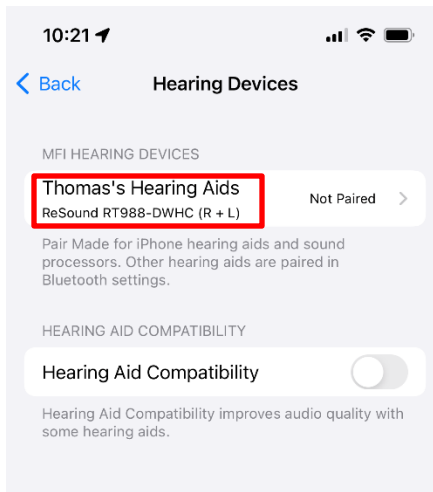 10:21
Back
Hearing Devices
MFI HEARING DEVICES
Thomas's Hearing Aids
ReSound RT988-DWHC (R + L)
Not Paired
Pair Made for iPhone hearing aids and sound
processors. Other hearing aids are paired in
Bluetooth settings.
HEARING AID COMPATIBILITY
Hearing Aid Compatibility
Hearing Aid Compatibility improves audio quality with
some hearing aids.